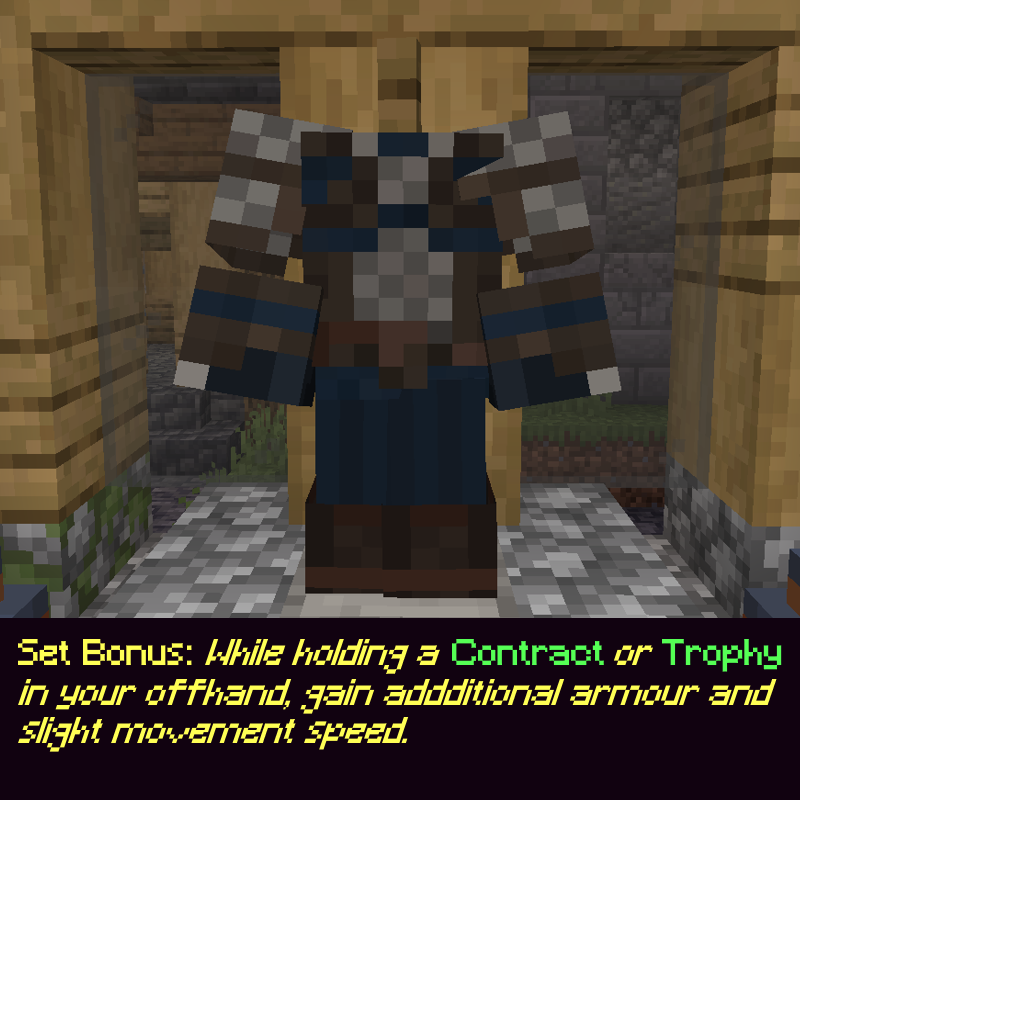 Set Bonus: While holding a Contract or Trophy
in your offhand, gain addditional armour and
slight movement speed.